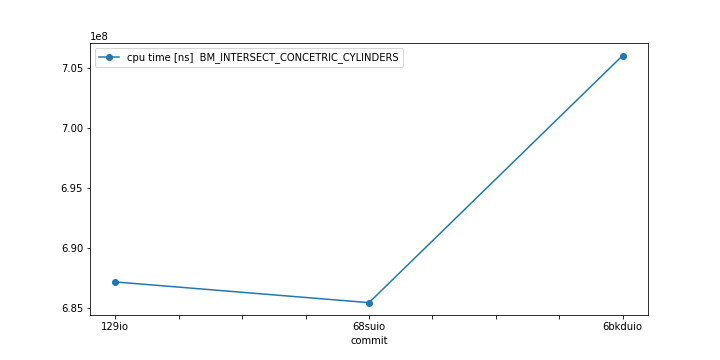 1e8
cpu time [ns]  BM_INTERSECT_CONCETRIC_CYLINDERS
7.05
7.00
6.95
6.90
6.85
129io
68suio
6bkduio
commit